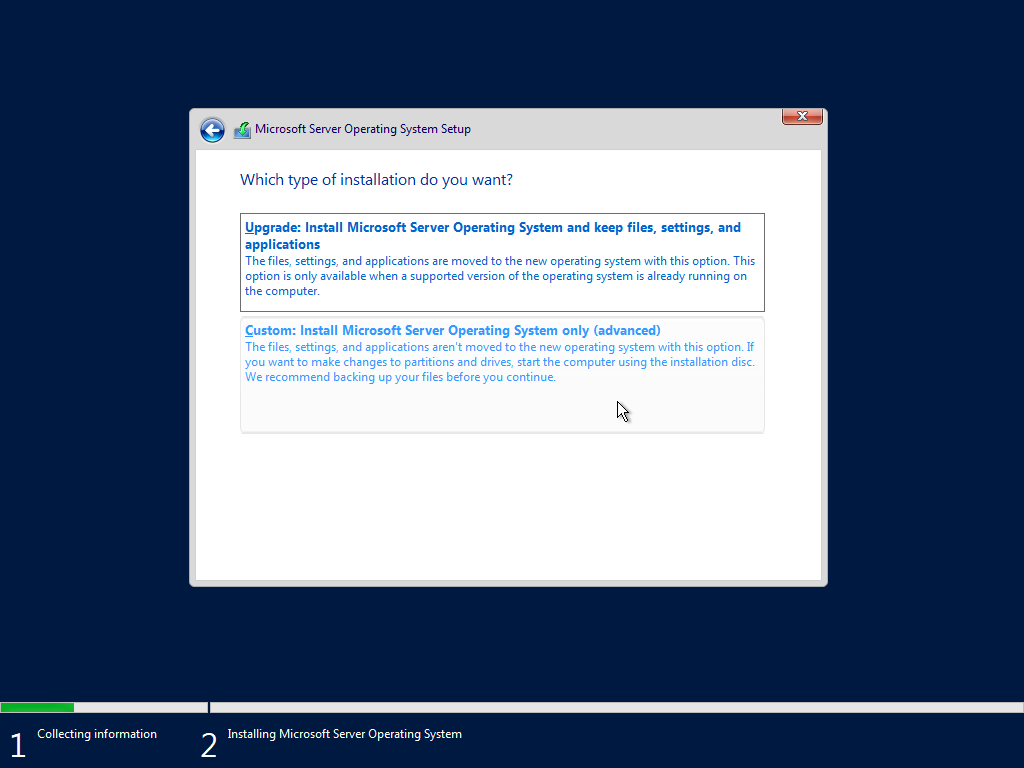 Microsoft Server Operating System Setup
Which type of installation do you want?
Upgrade: Install Microsoft Server Operating System and keep files, settings, and
applications
The files, settings, and applications are moved to the new operating system with this option. This
option is only available when a supported version of the operating system is already running on
the computer.
Custom: Install Microsoft Server Operating System only (advanced)
The files, settings, and applications aren't moved to the new operating system with this option. If
you want to make changes to partitions and drives, start the computer using the installation disc.
We recommend backing up your files before you continue.
1 Collecting information
2 Installing Microsoft Server Operating System